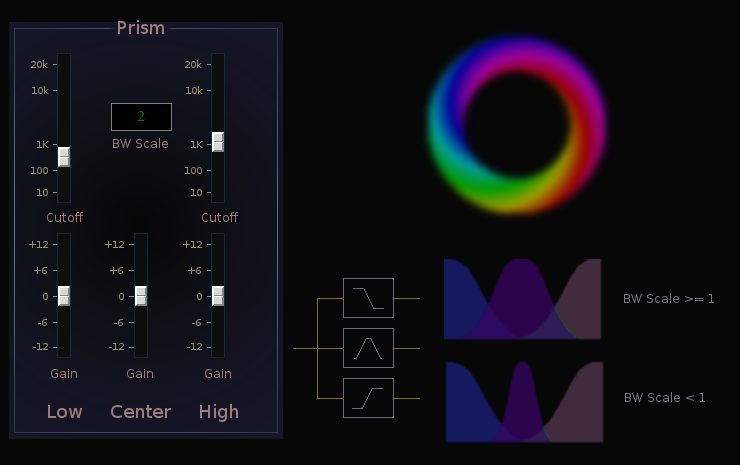 Prism
20k 20k
10k 10k
2
1K BW Scale 1K
100 100
10 10
Cutoff Cutoff
+12 +12 +12
+6 +6 +6
0 0 0
-6 -6 -6
-12 -12 -12
Gain Gain Gain
Low Center High
BW Scale >= 1
BW Scale < 1